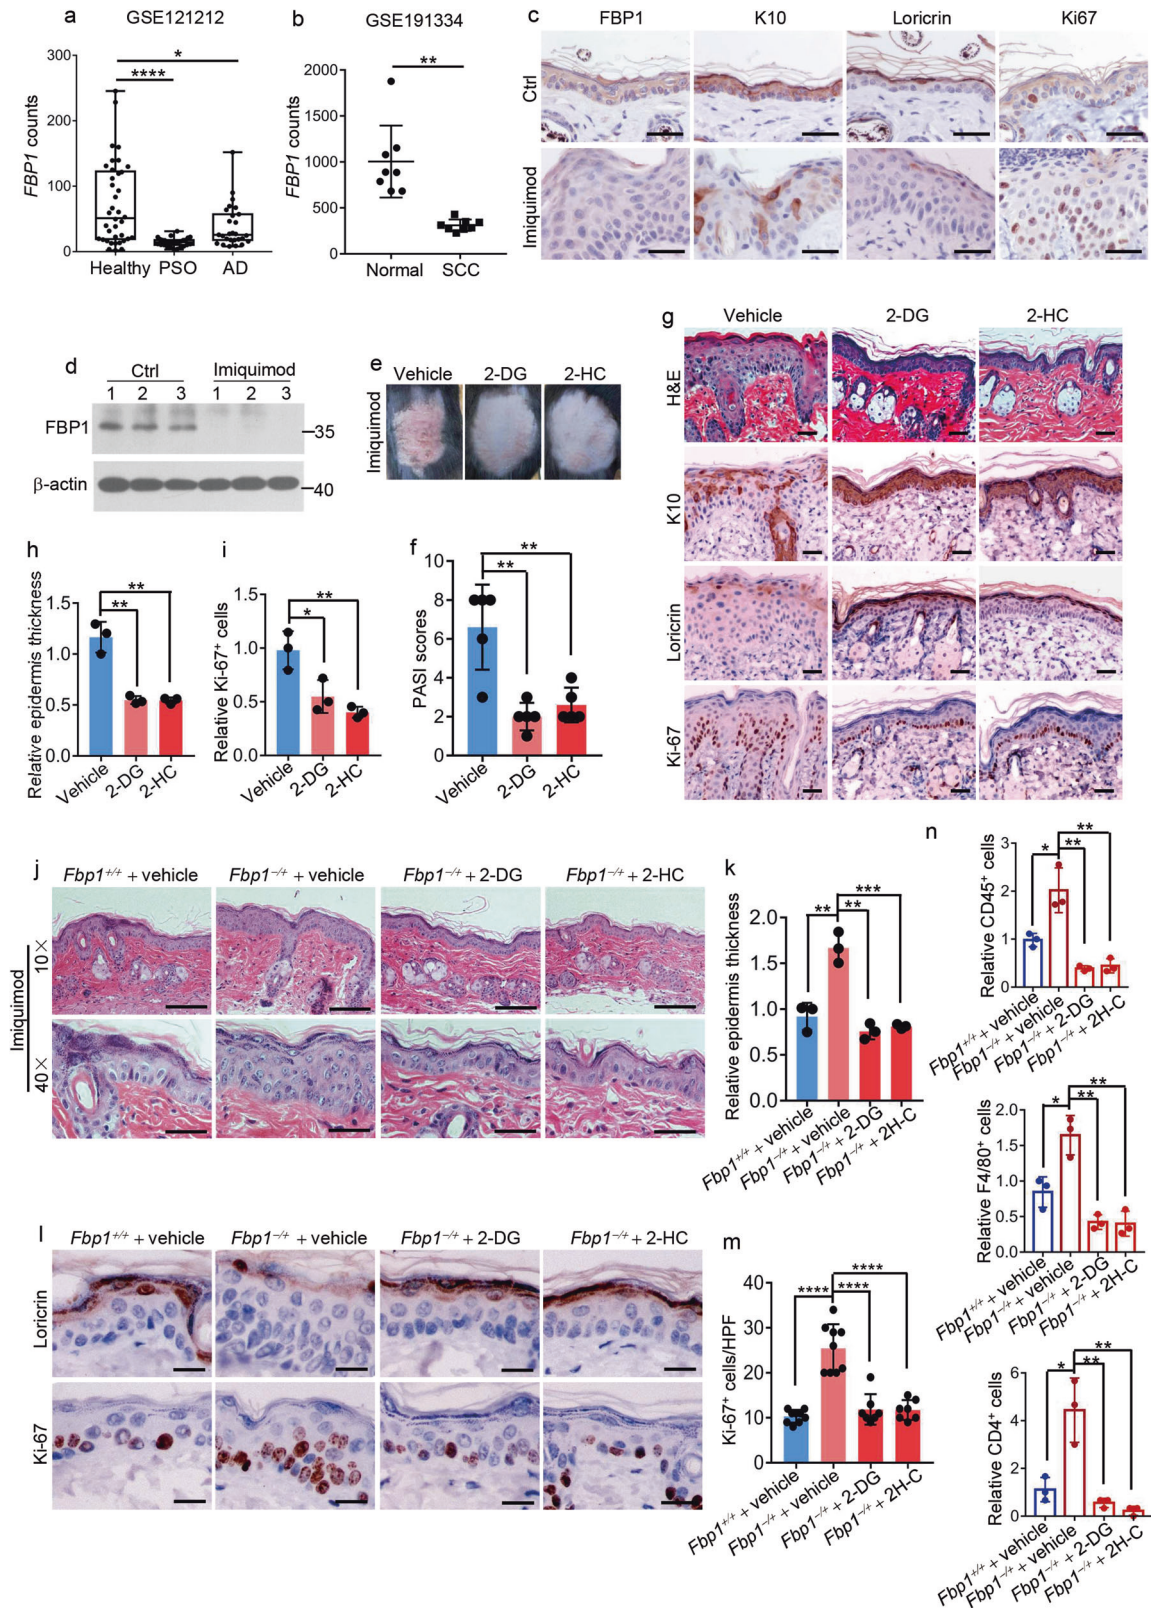 a
GSE121212
FBP1 counts
300
200
100
0
*
****
Healthy PSO AD
b
GSE191334
FBP1 counts
2000
1500
1000
500
0
**
Normal SCC
c
FBP1 K10 Loricrin Ki67
Ctrl
Imiquimod
d
Ctrl Imiquimod
1 2 3 1 2 3
FBP1
35
β-actin
40
e
Vehicle 2-DG 2-HC
Imiquimod
g
Vehicle 2-DG 2-HC
H&E
K10
Loricrin
Ki-67
h
Relative epidermis thickness
1.5
1.0
0.5
0.0
**
**
Vehicle 2-DG 2-HC
i
Relative Ki-67⁺ cells
1.5
1.0
0.5
0.0
**
*
Vehicle 2-DG 2-HC
f
PASI scores
10
8
6
4
2
0
**
**
Vehicle 2-DG 2-HC
j
Fbp1⁺/⁺ + vehicle Fbp1⁻/⁺ + vehicle Fbp1⁻/⁺ + 2-DG Fbp1⁻/⁺ + 2-HC
Imiquimod
10×
40×
k
Relative epidermis thickness
2.0
1.5
1.0
0.5
0.0
***
** **
Fbp1⁺/⁺ + vehicle
Fbp1⁻/⁺ + vehicle
Fbp1⁻/⁺ + 2-DG
Fbp1⁻/⁺ + 2H-C
l
Fbp1⁺/⁺ + vehicle Fbp1⁻/⁺ + vehicle Fbp1⁻/⁺ + 2-DG Fbp1⁻/⁺ + 2-HC
Loricrin
Ki-67
m
Ki-67⁺ cells/HPF
40
30
20
10
0
****
**** ****
Fbp1⁺/⁺ + vehicle
Fbp1⁻/⁺ + vehicle
Fbp1⁻/⁺ + 2-DG
Fbp1⁻/⁺ + 2H-C
n
Relative CD45⁺ cells
3
2
1
0
**
* **
Fbp1⁺/⁺ + vehicle
Fbp1⁻/⁺ + vehicle
Fbp1⁻/⁺ + 2-DG
Fbp1⁻/⁺ + 2H-C
Relative F4/80⁺ cells
2.0
1.5
1.0
0.5
0.0
**
* **
Fbp1⁺/⁺ + vehicle
Fbp1⁻/⁺ + vehicle
Fbp1⁻/⁺ + 2-DG
Fbp1⁻/⁺ + 2H-C
Relative CD4⁺ cells
6
4
2
0
**
* **
Fbp1⁺/⁺ + vehicle
Fbp1⁻/⁺ + vehicle
Fbp1⁻/⁺ + 2-DG
Fbp1⁻/⁺ + 2H-C